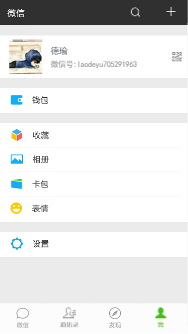 微信
德瑜
微信号: laodeyu705291963
钱包
收藏
相册
卡包
表情
设置
微信
通讯录
发现
我